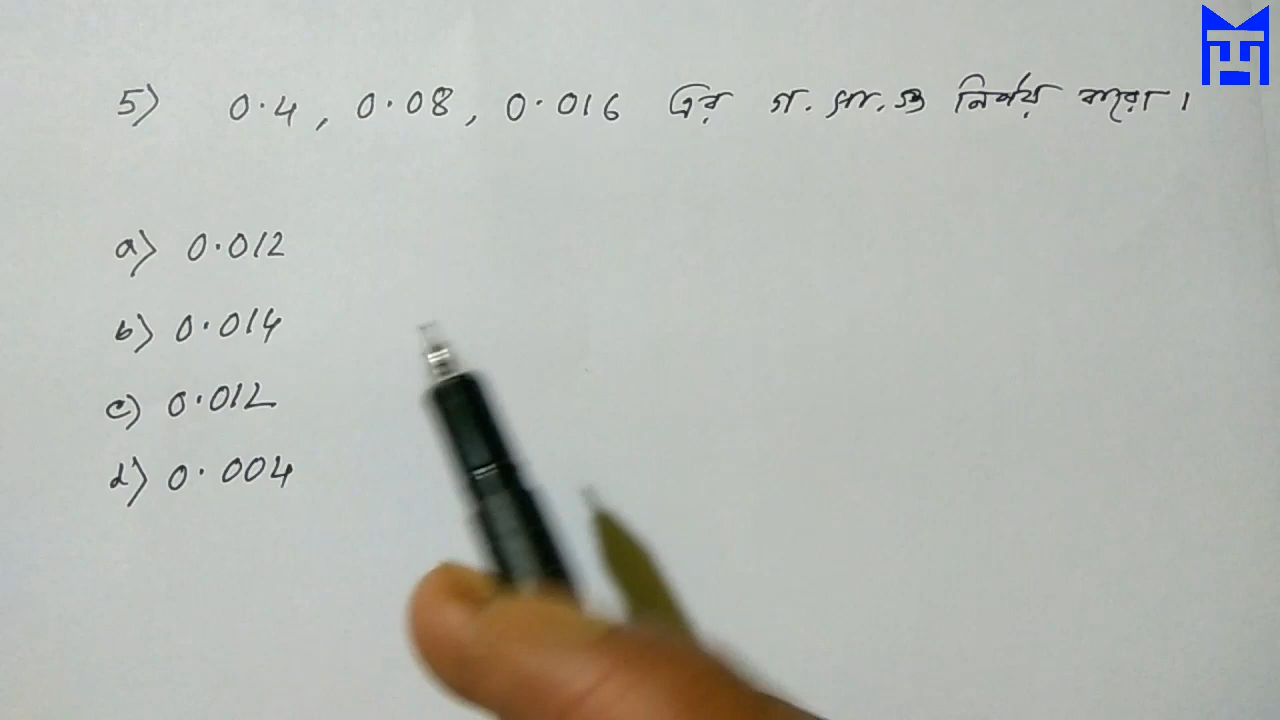 5) 0.4, 0.08, 0.016 এর গ.সা.গু নির্ণয় করো।
a) 0.012
b) 0.014
c) 0.012
d) 0.004